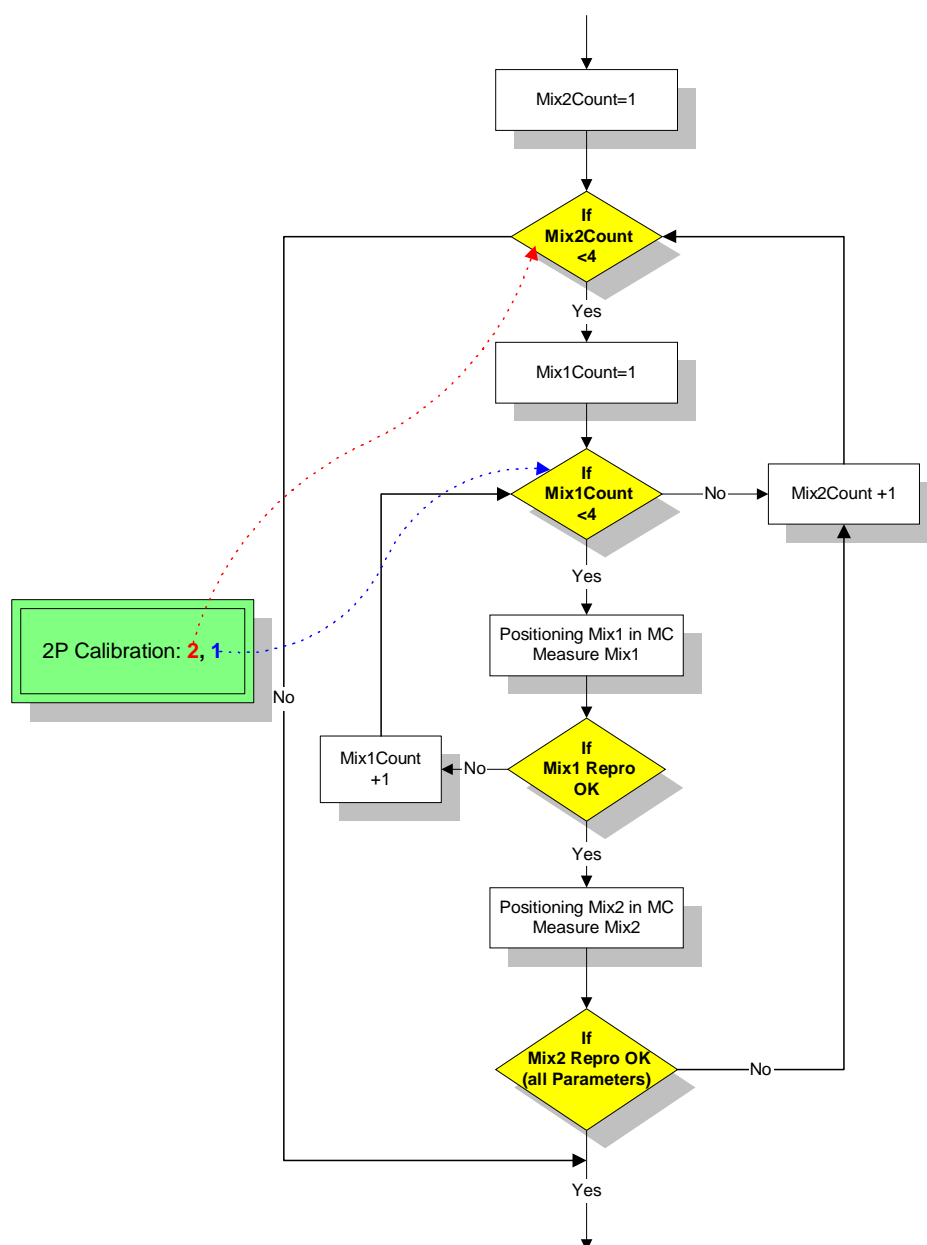 Mix2Count=1
If
Mix2Count
<4
Yes
Mix1Count=1
If
Mix1Count
<4
No
Mix2Count +1
Yes
2P Calibration: 2, 1
No
Positioning Mix1 in MC
Measure Mix1
If
Mix1 Repro
OK
No
Mix1Count
+1
Yes
Positioning Mix2 in MC
Measure Mix2
If
Mix2 Repro OK
(all Parameters)
No
Yes